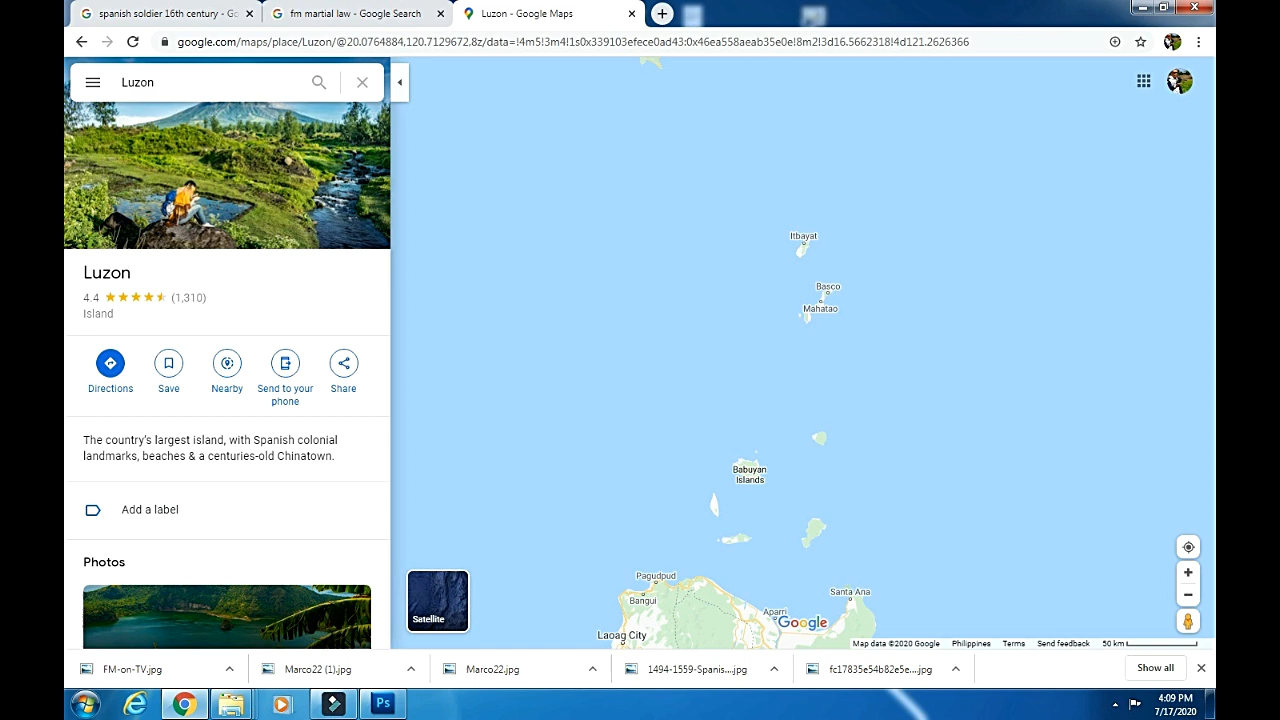 spanish soldier 16th century - Gc
fm martial law - Google Search
Luzon - Google Maps
google.com/maps/place/Luzon/@20.0764884,120.7129672,8z/data=!4m5!3m4!1s0x339103efece0ad43:0x46ea558aeab35e0e!8m2!3d16.5662318!4d121.2626366
Luzon
Luzon
4.4 (1,310)
Island
Directions
Save
Nearby
Send to your
phone
Share
The country's largest island, with Spanish colonial
landmarks, beaches & a centuries-old Chinatown.
Add a label
Photos
Itbayat
Basco
Mahatao
Babuyan
Islands
Pagudpud
Bangui
Santa Ana
Aparri
Google
Laoag City
Satellite
Map data ©2020 Google Philippines Terms Send feedback 50 km
FM-on-TV.jpg
Marco22 (1).jpg
Marco22.jpg
1494-1559-Spanis....jpg
fc17835e54b82e5e....jpg
Show all
Ps
4:09 PM
7/17/2020